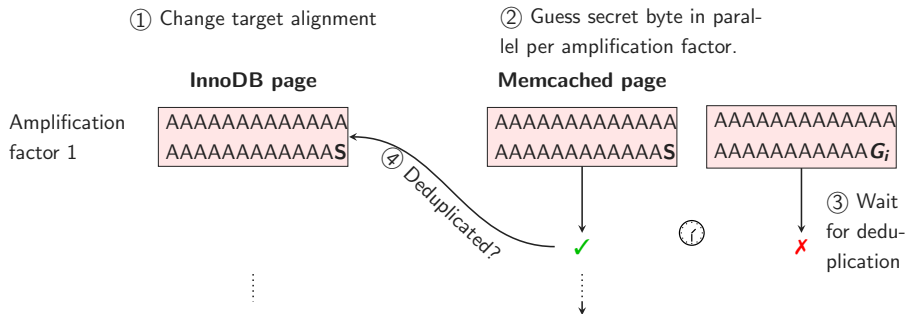 ① Change target alignment
② Guess secret byte in paral-
lel per amplification factor.
InnoDB page
Memcached page
Amplification
factor 1
AAAAAAAAAAAAA
AAAAAAAAAAAAS
AAAAAAAAAAAAA
AAAAAAAAAAAAS
AAAAAAAAAAAAA
AAAAAAAAAAAGi
④ Deduplicated?
✓
✗
③ Wait
for dedu-
plication